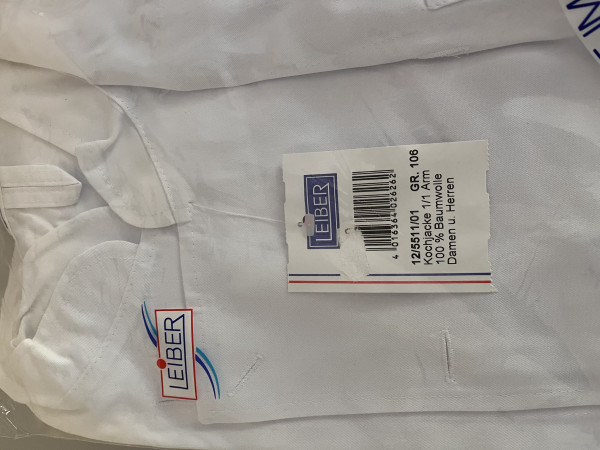 LEIBER
4 016364 026262
12/5511/01 GR. 106
Kochjacke 1/1 Arm
100 % Baumwolle
Damen u. Herren
LEIBER